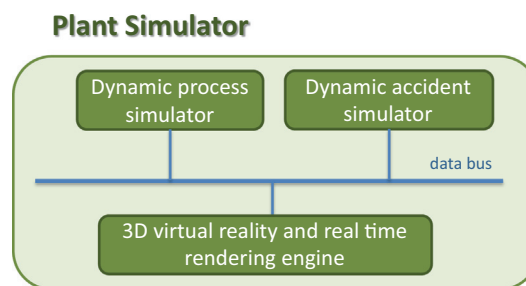 Plant Simulator
Dynamic process
simulator
Dynamic accident
simulator
data bus
3D virtual reality and real time
rendering engine